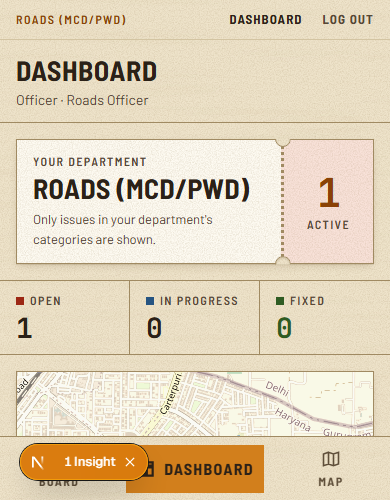 ROADS (MCD/PWD)
DASHBOARD
LOG OUT
DASHBOARD
Officer · Roads Officer
YOUR DEPARTMENT
ROADS (MCD/PWD)
Only issues in your department's
categories are shown.
1
ACTIVE
OPEN
1
IN PROGRESS
0
FIXED
0
Carterpuri
Delhi
Haryana
N
1 Insight ×
BOARD
DASHBOARD
MAP